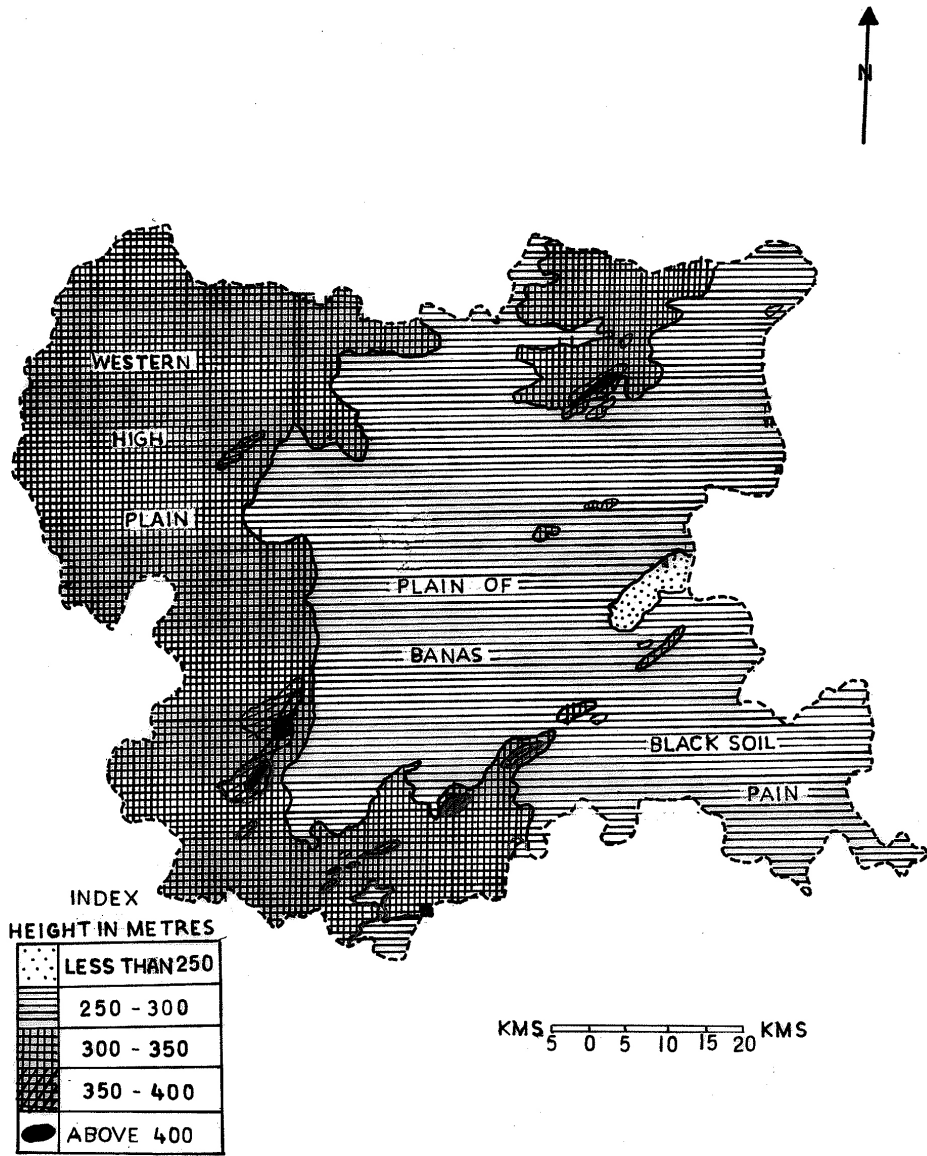 N
WESTERN
HIGH
PLAIN
PLAIN OF
BANAS
BLACK SOIL
PAIN
INDEX
HEIGHT IN METRES
LESS THAN 250
250 - 300
300 - 350
350 - 400
ABOVE 400
KMS 5 0 5 10 15 20 KMS